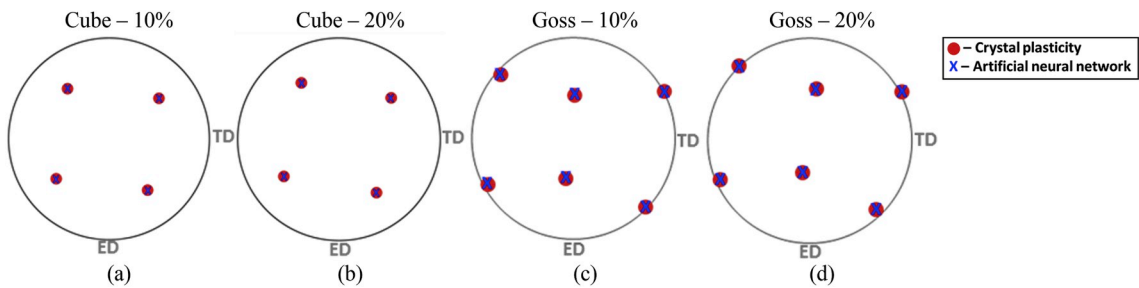 Cube – 10%
Cube – 20%
Goss – 10%
Goss – 20%
– Crystal plasticity
X – Artificial neural network
TD
TD
TD
TD
ED
ED
ED
ED
(a)
(b)
(c)
(d)